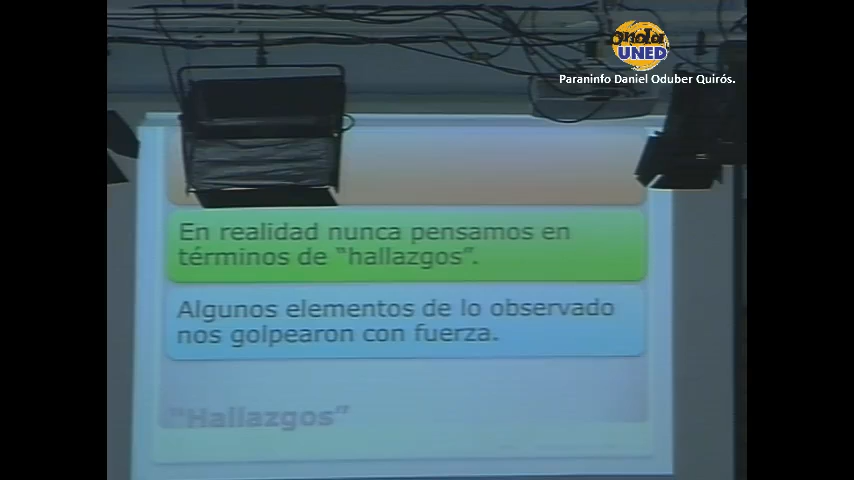 onda
UNED
Paraninfo Daniel Oduber Quirós.
En realidad nunca pensamos en
términos de “hallazgos”.
Algunos elementos de lo observado
nos golpearon con fuerza.
“Hallazgos”